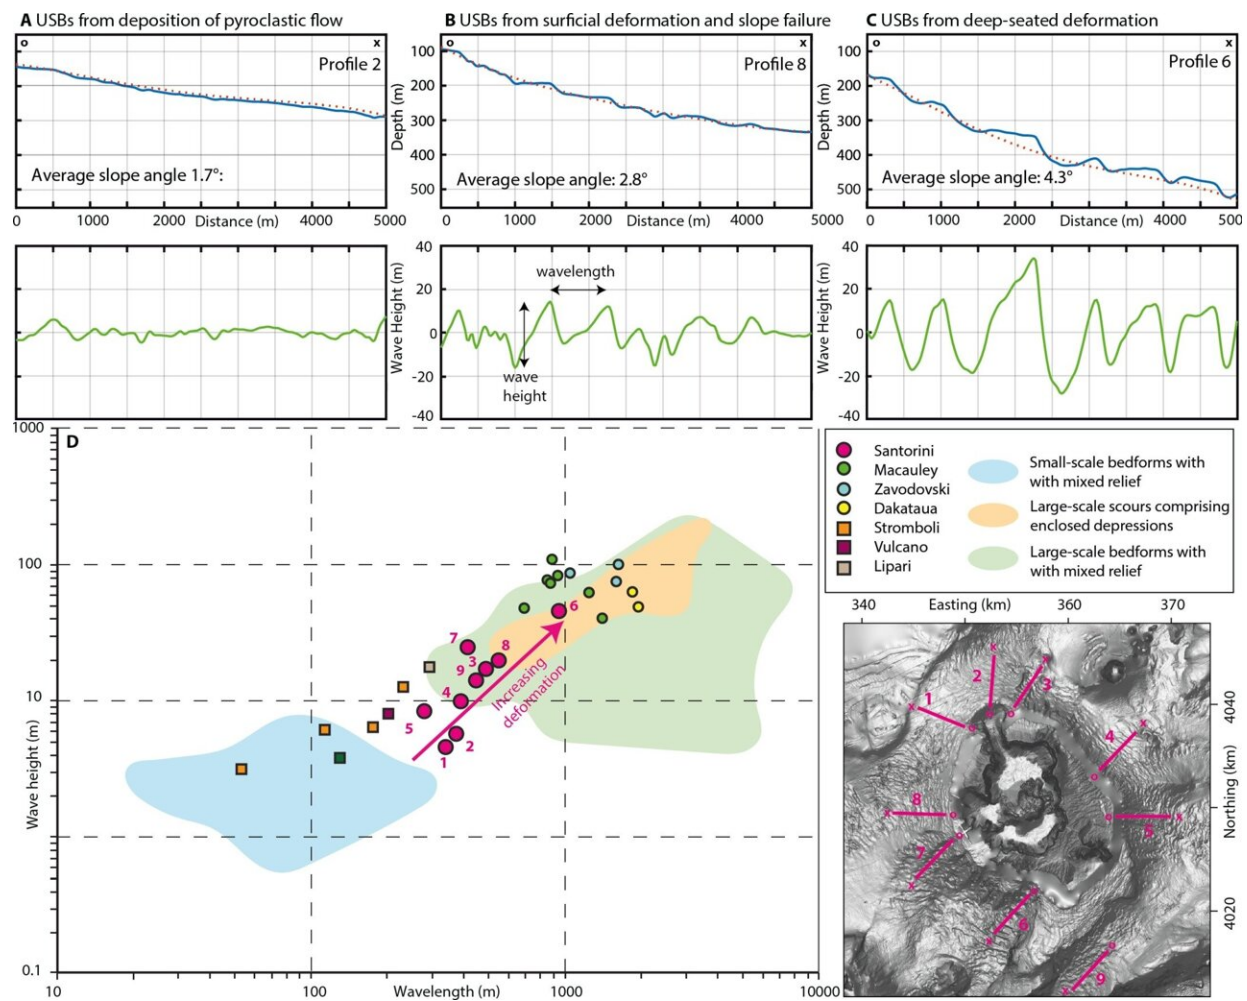 A USBs from deposition of pyroclastic flow
B USBs from surficial deformation and slope failure
C USBs from deep-seated deformation
o x
Profile 2
Average slope angle 1.7°:
0 1000 2000 3000 4000 5000
Distance (m)
o x
Profile 8
100
200
300
400
500
Depth (m)
Average slope angle: 2.8°
0 1000 2000 3000 4000 5000
Distance (m)
o x
Profile 6
100
200
300
400
500
Depth (m)
Average slope angle: 4.3°
0 1000 2000 3000 4000 5000
Distance (m)
40
20
0
-20
-40
Wave Height (m)
wavelength
wave
height
40
20
0
-20
-40
Wave Height (m)
D
1000
100
10
1
0.1
Wave height (m)
10 100 1000 10000
Wavelength (m)
6
7
8
3
9
4
5
2
1
Increasing
deformation
Santorini
Macauley
Zavodovski
Dakataua
Stromboli
Vulcano
Lipari
Small-scale bedforms with
with mixed relief
Large-scale scours comprising
enclosed depressions
Large-scale bedforms with
with mixed relief
340 Easting (km) 360 370
4040
Northing (km)
4020
x 1 o
x 2 o
x 3 o
x 4 o
o 5 x
o 6 x
o 7 x
x 8 o
o 9 x